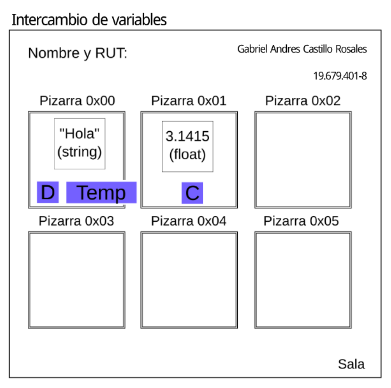 Intercambio de variables
Nombre y RUT:
Gabriel Andres Castillo Rosales
19.679.401-8
Pizarra 0x00
Pizarra 0x01
Pizarra 0x02
"Hola"
(string)
3.1415
(float)
D
Temp
C
Pizarra 0x03
Pizarra 0x04
Pizarra 0x05
Sala